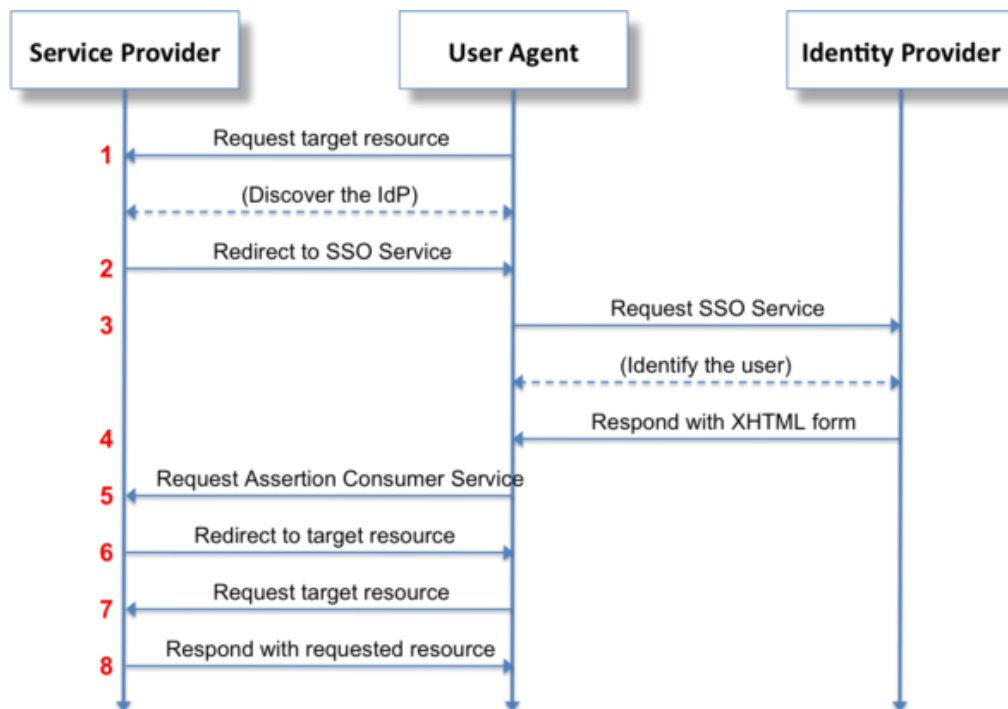 Service Provider
User Agent
Identity Provider
Request target resource
1
(Discover the IdP)
Redirect to SSO Service
2
Request SSO Service
3
(Identify the user)
Respond with XHTML form
4
Request Assertion Consumer Service
5
Redirect to target resource
6
Request target resource
7
Respond with requested resource
8